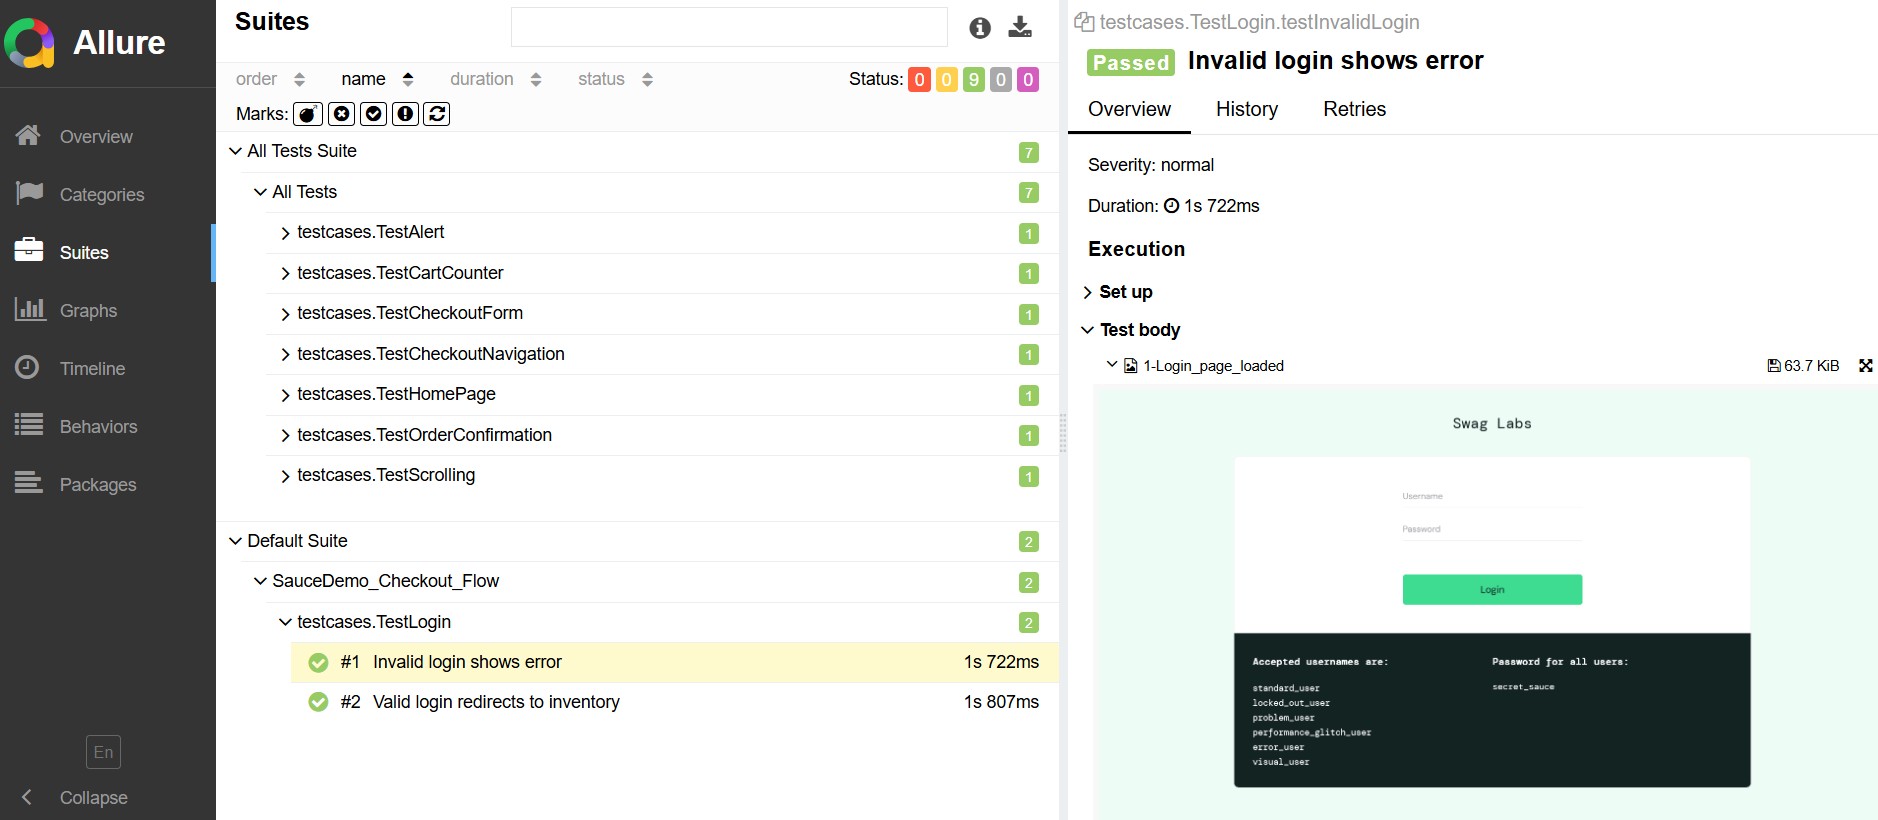 Allure
Overview
Categories
Suites
Graphs
Timeline
Behaviors
Packages
En
Collapse
Suites
order name duration status Status: 0 0 9 0 0
Marks:
All Tests Suite 7
All Tests 7
testcases.TestAlert 1
testcases.TestCartCounter 1
testcases.TestCheckoutForm 1
testcases.TestCheckoutNavigation 1
testcases.TestHomePage 1
testcases.TestOrderConfirmation 1
testcases.TestScrolling 1
Default Suite 2
SauceDemo_Checkout_Flow 2
testcases.TestLogin 2
#1 Invalid login shows error 1s 722ms
#2 Valid login redirects to inventory 1s 807ms
testcases.TestLogin.testInvalidLogin
Passed Invalid login shows error
Overview History Retries
Severity: normal
Duration: 1s 722ms
Execution
Set up
Test body
1-Login_page_loaded 63.7 KiB
Swag Labs
Username
Password
Login
Accepted usernames are:
standard_user
locked_out_user
problem_user
performance_glitch_user
error_user
visual_user
Password for all users:
secret_sauce